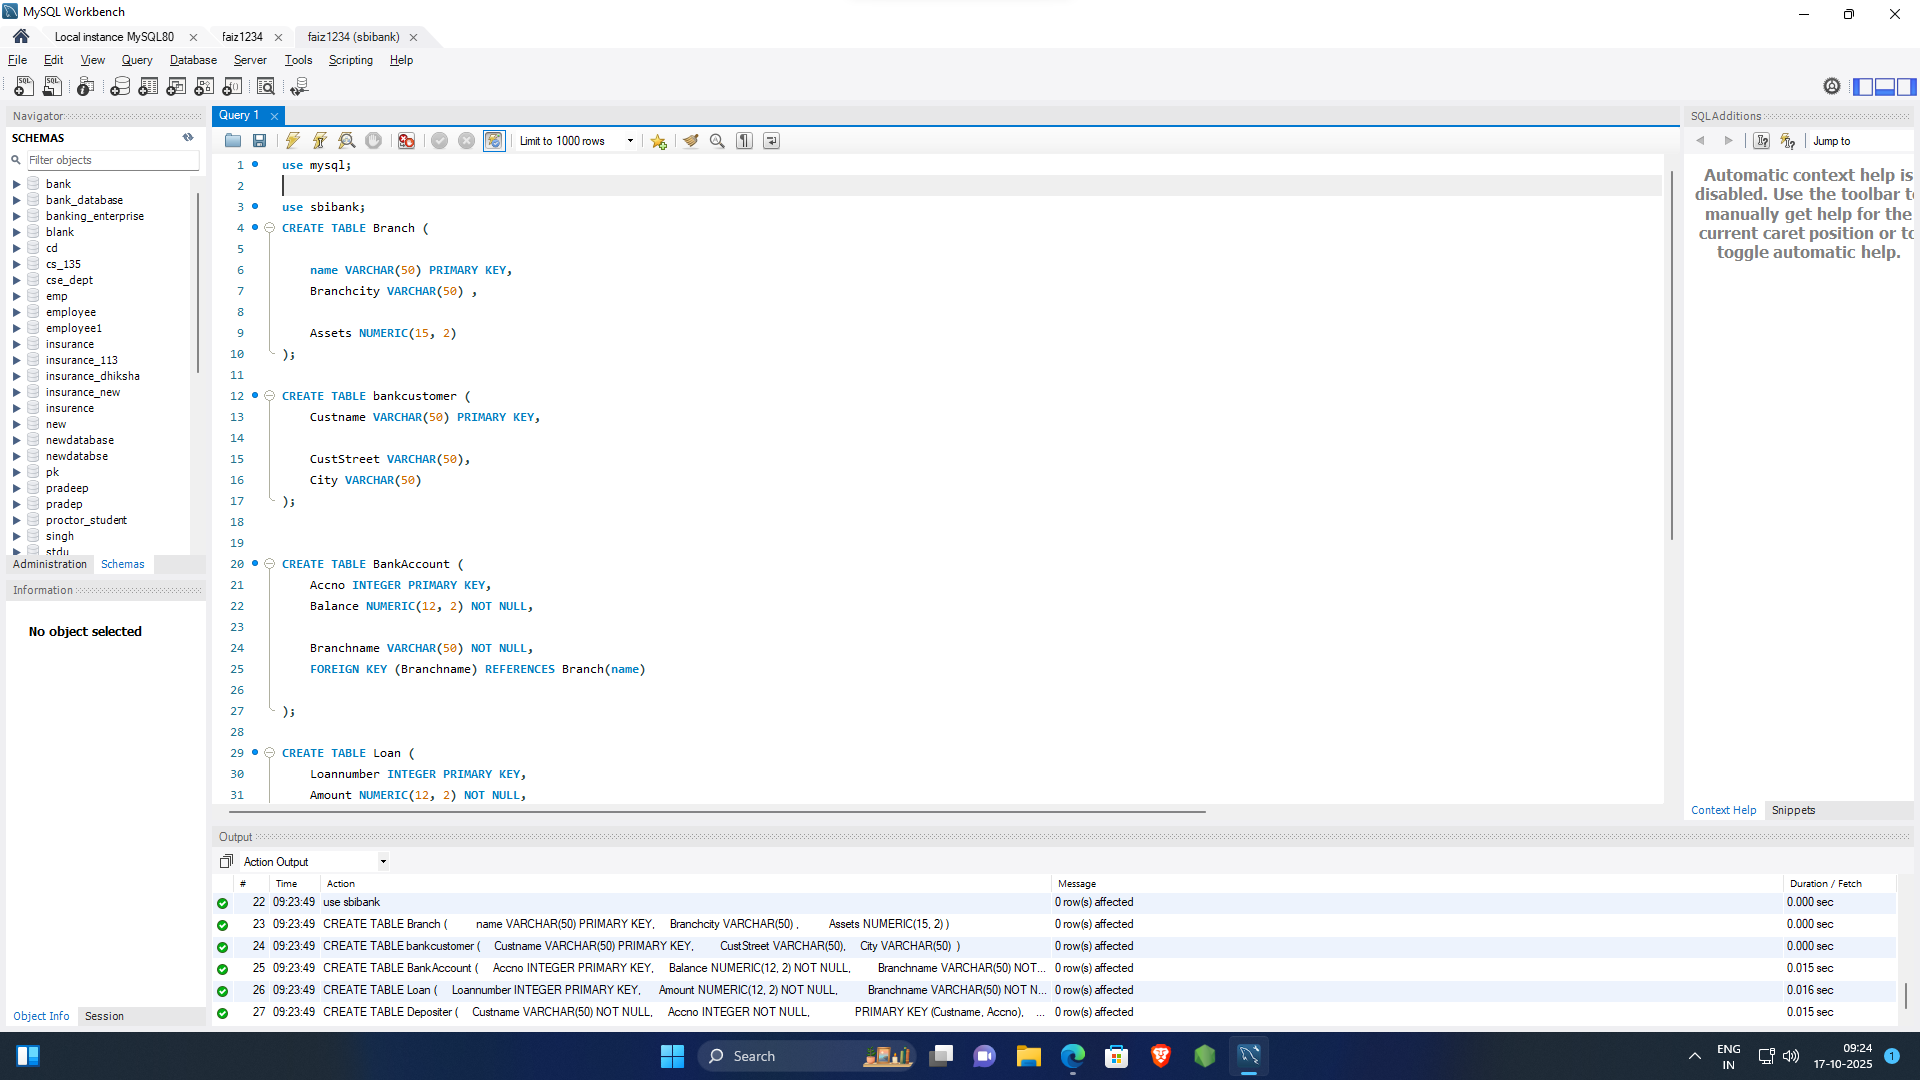 MySQL Workbench
Local instance MySQL80
faiz1234
faiz1234 (sbibank)
File Edit View Query Database Server Tools Scripting Help
Navigator
SCHEMAS
Filter objects
bank
bank_database
banking_enterprise
blank
cd
cs_135
cse_dept
emp
employee
employee1
insurance
insurance_113
insurance_dhiksha
insurance_new
insurence
new
newdatabase
newdatabse
pk
pradeep
pradep
proctor_student
singh
stdu
Administration Schemas
Information
No object selected
Object Info Session
Query 1
Limit to 1000 rows
1 use mysql;
2
3 use sbibank;
4 CREATE TABLE Branch (
5
6 name VARCHAR(50) PRIMARY KEY,
7 Branchcity VARCHAR(50) ,
8
9 Assets NUMERIC(15, 2)
10 );
11
12 CREATE TABLE bankcustomer (
13 Custname VARCHAR(50) PRIMARY KEY,
14
15 CustStreet VARCHAR(50),
16 City VARCHAR(50)
17 );
18
19
20 CREATE TABLE BankAccount (
21 Accno INTEGER PRIMARY KEY,
22 Balance NUMERIC(12, 2) NOT NULL,
23
24 Branchname VARCHAR(50) NOT NULL,
25 FOREIGN KEY (Branchname) REFERENCES Branch(name)
26
27 );
28
29 CREATE TABLE Loan (
30 Loannumber INTEGER PRIMARY KEY,
31 Amount NUMERIC(12, 2) NOT NULL,
SQLAdditions
Jump to
Automatic context help is
disabled. Use the toolbar to
manually get help for the
current caret position or to
toggle automatic help.
Context Help Snippets
Output
Action Output
# Time Action Message Duration / Fetch
22 09:23:49 use sbibank 0 row(s) affected 0.000 sec
23 09:23:49 CREATE TABLE Branch ( name VARCHAR(50) PRIMARY KEY, Branchcity VARCHAR(50) , Assets NUMERIC(15, 2) ) 0 row(s) affected 0.000 sec
24 09:23:49 CREATE TABLE bankcustomer ( Custname VARCHAR(50) PRIMARY KEY, CustStreet VARCHAR(50), City VARCHAR(50) ) 0 row(s) affected 0.000 sec
25 09:23:49 CREATE TABLE BankAccount ( Accno INTEGER PRIMARY KEY, Balance NUMERIC(12, 2) NOT NULL, Branchname VARCHAR(50) NOT... 0 row(s) affected 0.015 sec
26 09:23:49 CREATE TABLE Loan ( Loannumber INTEGER PRIMARY KEY, Amount NUMERIC(12, 2) NOT NULL, Branchname VARCHAR(50) NOT N... 0 row(s) affected 0.016 sec
27 09:23:49 CREATE TABLE Depositer ( Custname VARCHAR(50) NOT NULL, Accno INTEGER NOT NULL, PRIMARY KEY (Custname, Accno), ... 0 row(s) affected 0.015 sec
Search
ENG
IN
09:24
17-10-2025
1